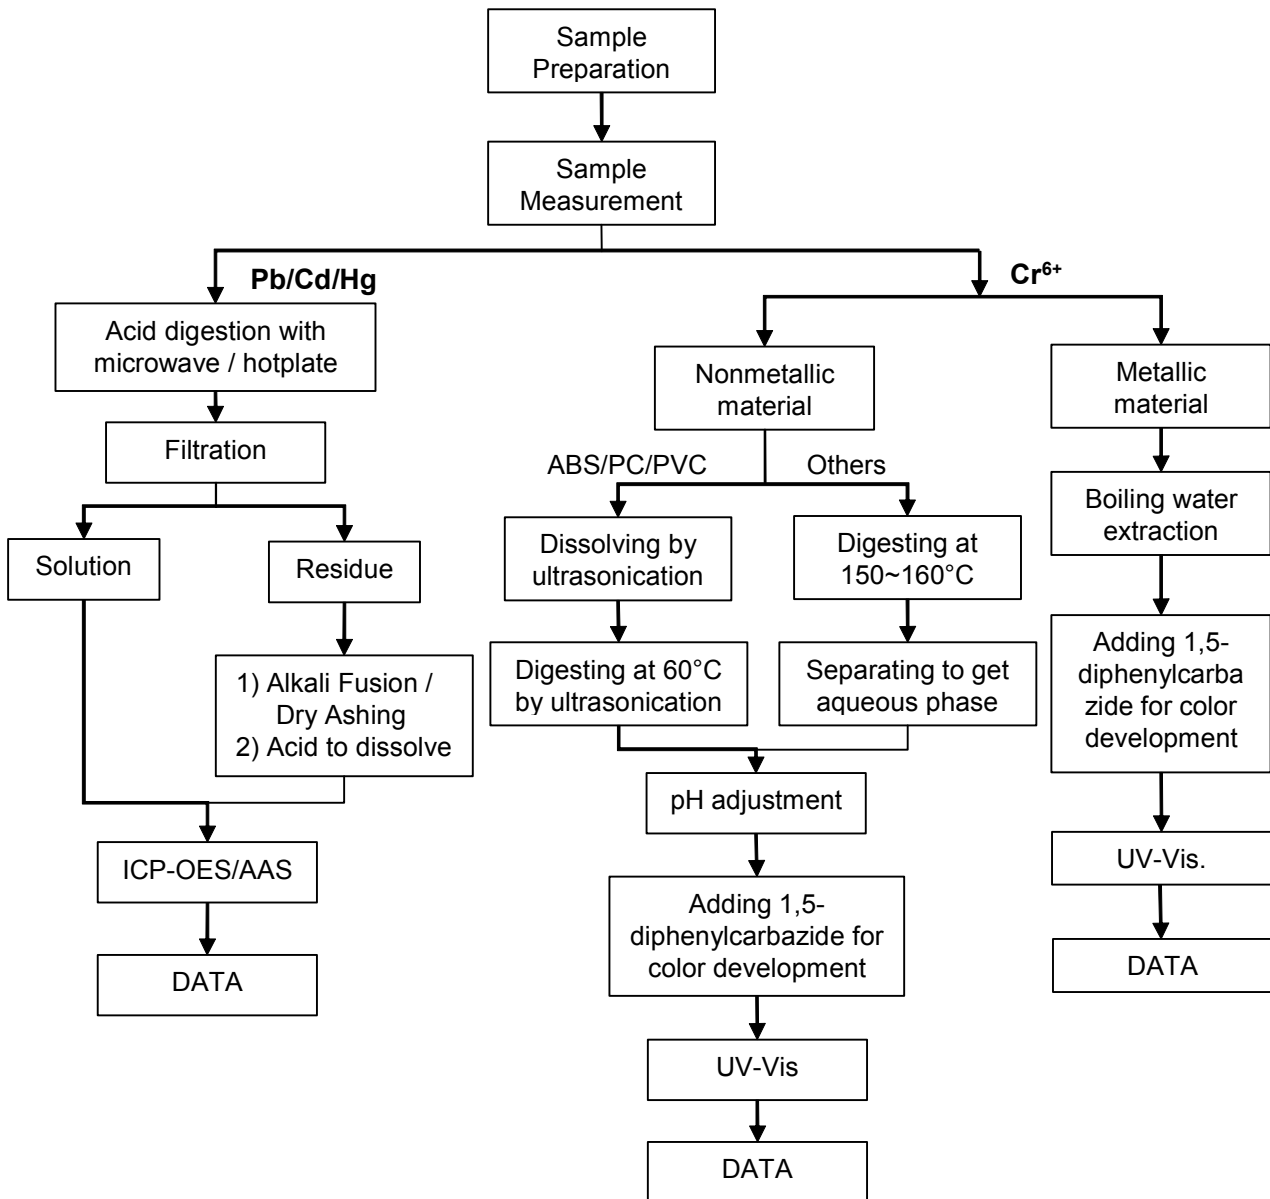 Sample
Preparation
Sample
Measurement
Pb/Cd/Hg
Cr⁶⁺
Acid digestion with
microwave / hotplate
Filtration
Solution
Residue
1) Alkali Fusion /
Dry Ashing
2) Acid to dissolve
ICP-OES/AAS
DATA
Nonmetallic
material
ABS/PC/PVC
Others
Dissolving by
ultrasonication
Digesting at 60°C
by ultrasonication
Digesting at
150~160°C
Separating to get
aqueous phase
pH adjustment
Adding 1,5-
diphenylcarbazide for
color development
UV-Vis
DATA
Metallic
material
Boiling water
extraction
Adding 1,5-
diphenylcarba
zide for color
development
UV-Vis.
DATA